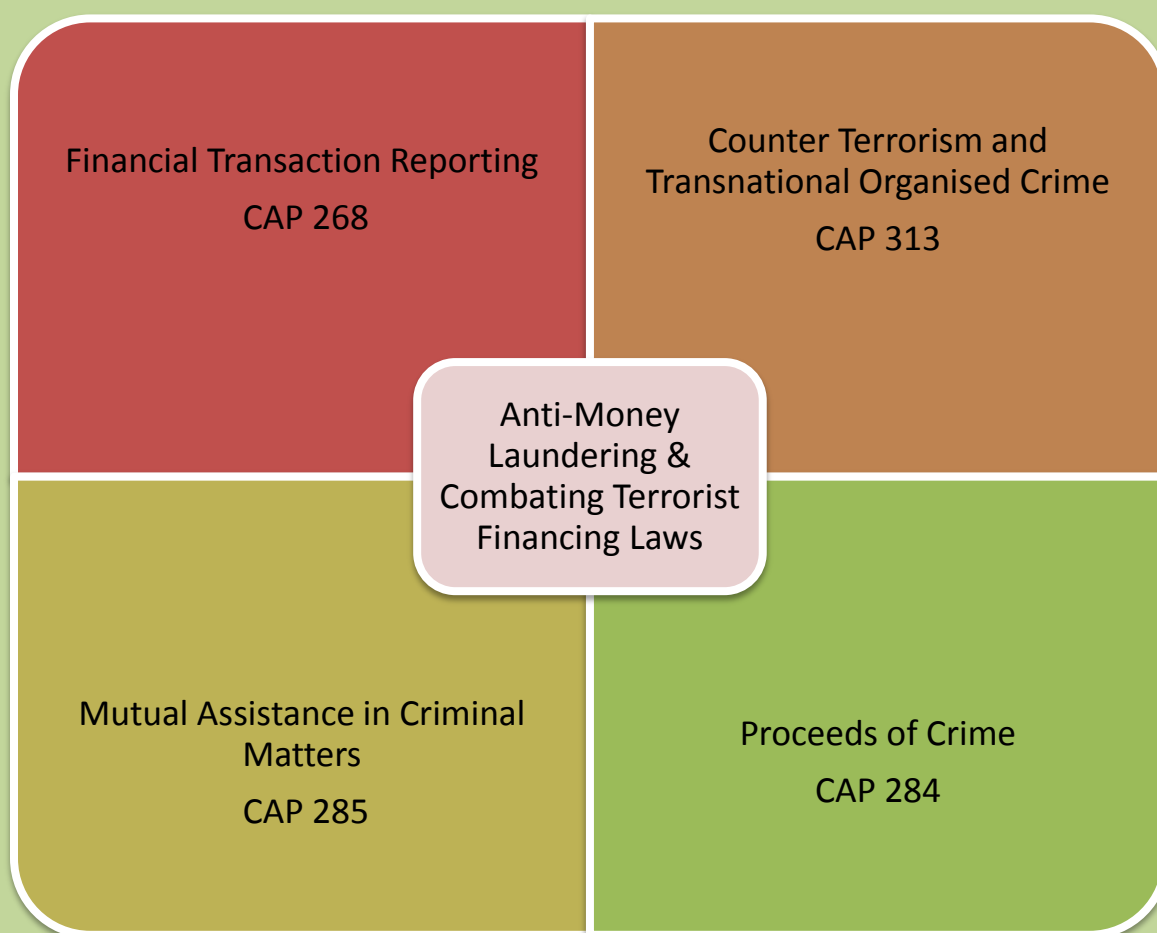 Financial Transaction Reporting
CAP 268
Counter Terrorism and
Transnational Organised Crime
CAP 313
Anti-Money
Laundering &
Combating Terrorist
Financing Laws
Mutual Assistance in Criminal
Matters
CAP 285
Proceeds of Crime
CAP 284